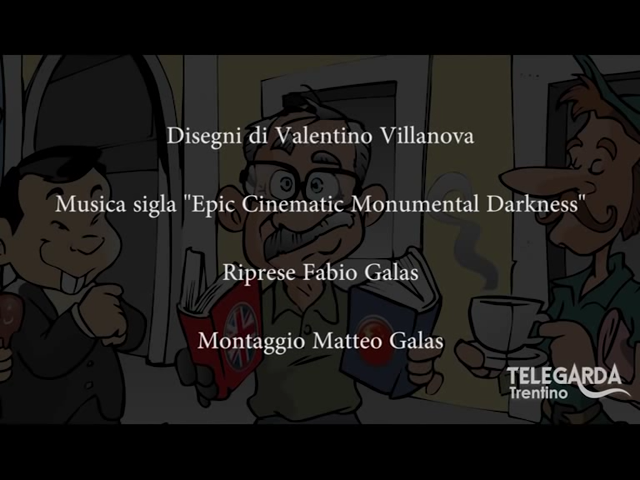 Disegni di Valentino Villanova
Musica sigla "Epic Cinematic Monumental Darkness"
Riprese Fabio Galas
Montaggio Matteo Galas
TELEGARDA
Trentino